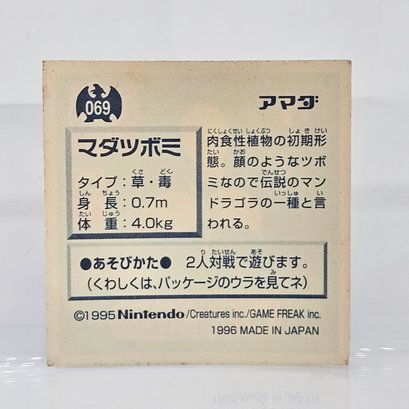 069
アマダ
マダツボミ
タイプ:草・毒
身長:0.7m
体重:4.0kg
肉食性植物の初期形
態。顔のようなツボ
ミなので伝説のマン
ドラゴラの一種と言
われる。
●あそびかた● 2人対戦で遊びます。
(くわしくは、パッケージのウラを見てネ)
©1995 Nintendo/Creatures inc./GAME FREAK inc.
1996 MADE IN JAPAN